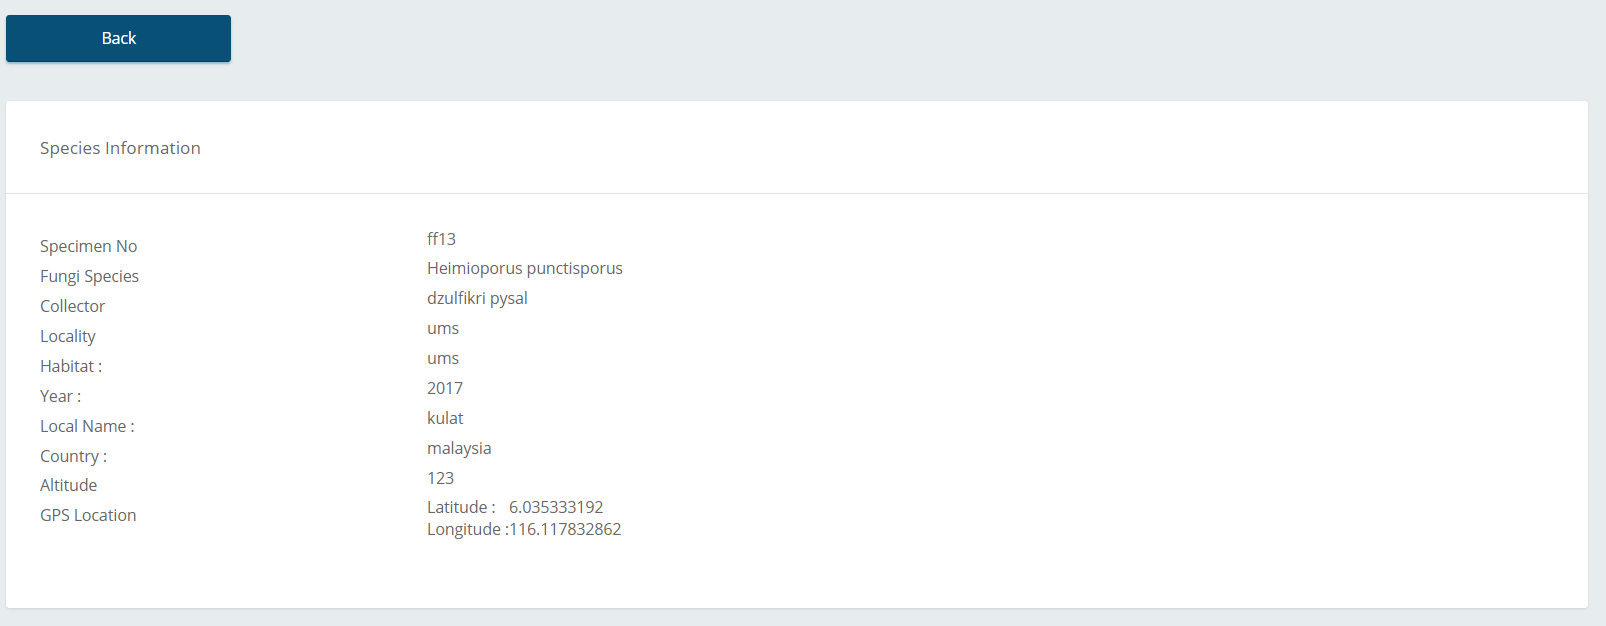 Back
Species Information
Specimen No ff13
Fungi Species Heimioporus punctisporus
Collector dzulfikri pysal
Locality ums
Habitat : ums
Year : 2017
Local Name : kulat
Country : malaysia
Altitude 123
GPS Location Latitude : 6.035333192
Longitude :116.117832862